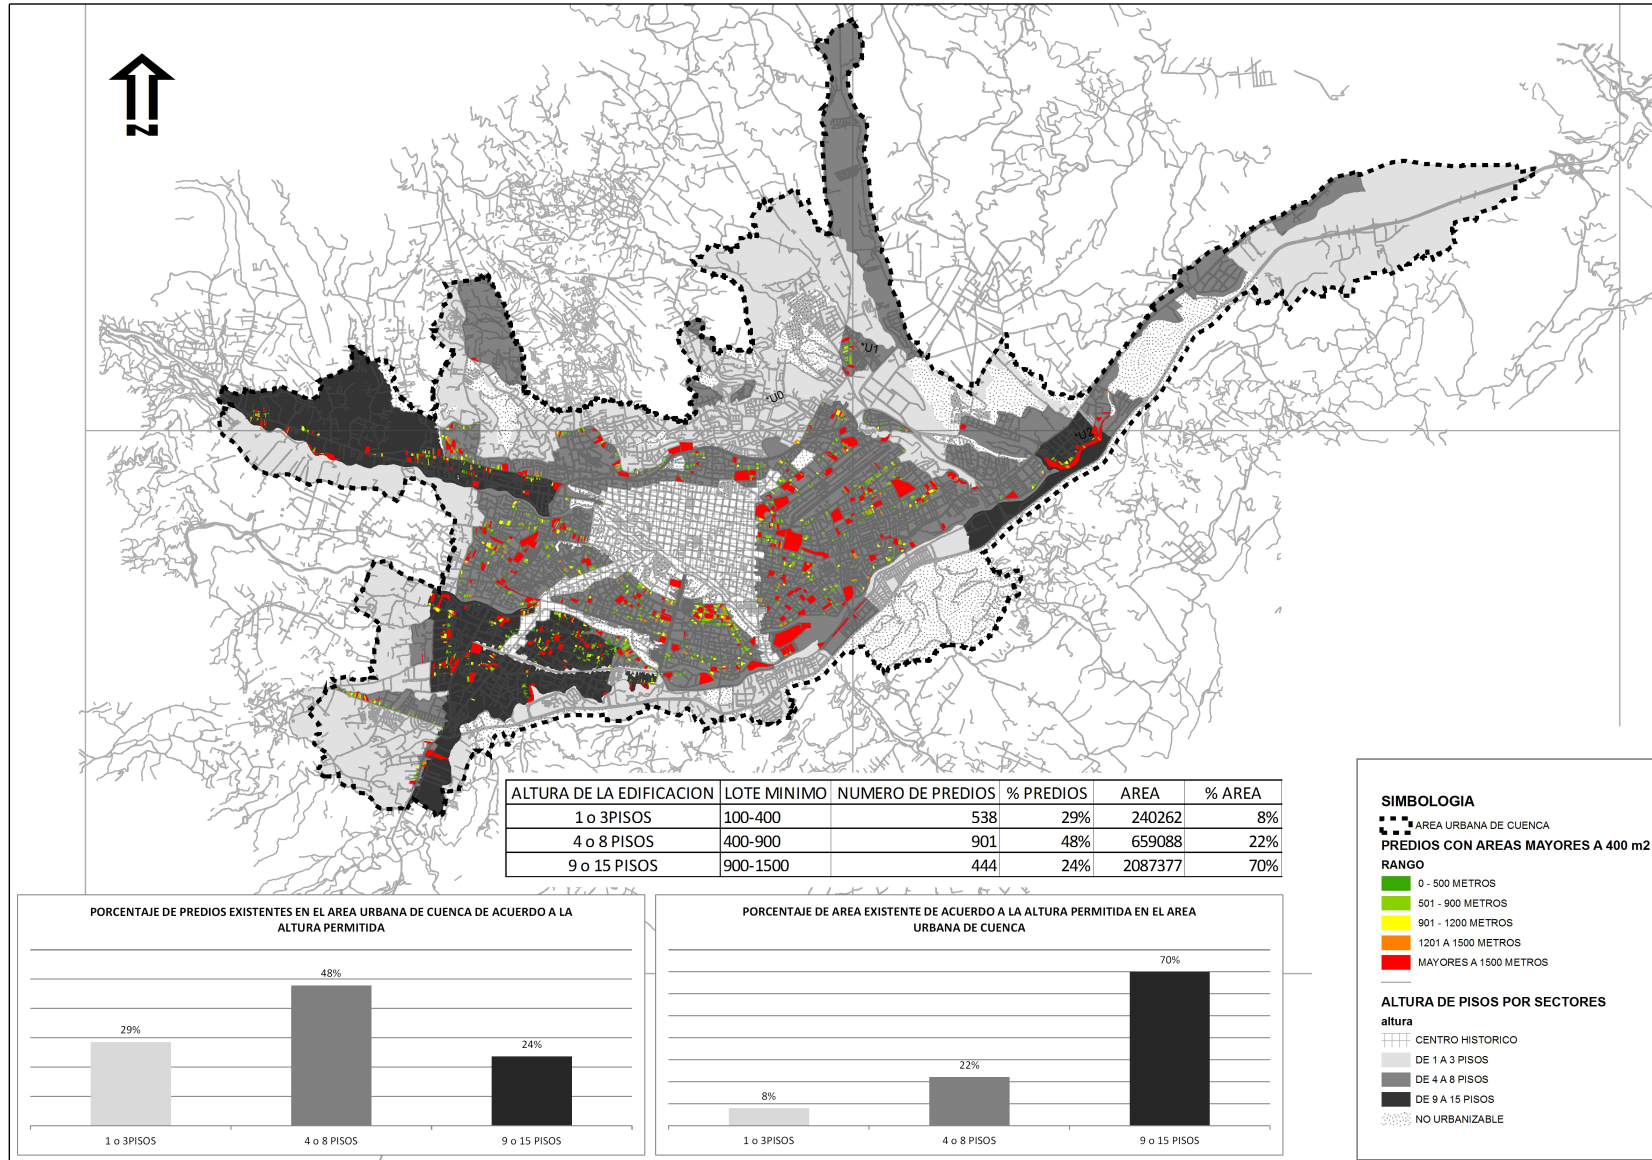 N
"U1
"U0
"U2
ALTURA DE LA EDIFICACION LOTE MINIMO NUMERO DE PREDIOS % PREDIOS AREA % AREA
1 o 3PISOS 100-400 538 29% 240262 8%
4 o 8 PISOS 400-900 901 48% 659088 22%
9 o 15 PISOS 900-1500 444 24% 2087377 70%
PORCENTAJE DE PREDIOS EXISTENTES EN EL AREA URBANA DE CUENCA DE ACUERDO A LA
ALTURA PERMITIDA
29%
48%
24%
1 o 3PISOS 4 o 8 PISOS 9 o 15 PISOS
PORCENTAJE DE AREA EXISTENTE DE ACUERDO A LA ALTURA PERMITIDA EN EL AREA
URBANA DE CUENCA
8%
22%
70%
1 o 3PISOS 4 o 8 PISOS 9 o 15 PISOS
SIMBOLOGIA
AREA URBANA DE CUENCA
PREDIOS CON AREAS MAYORES A 400 m2
RANGO
0 - 500 METROS
501 - 900 METROS
901 - 1200 METROS
1201 A 1500 METROS
MAYORES A 1500 METROS
ALTURA DE PISOS POR SECTORES
altura
CENTRO HISTORICO
DE 1 A 3 PISOS
DE 4 A 8 PISOS
DE 9 A 15 PISOS
NO URBANIZABLE